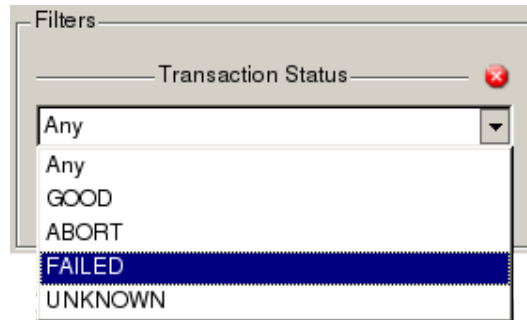 Filters
Transaction Status
Any
Any
GOOD
ABORT
FAILED
UNKNOWN